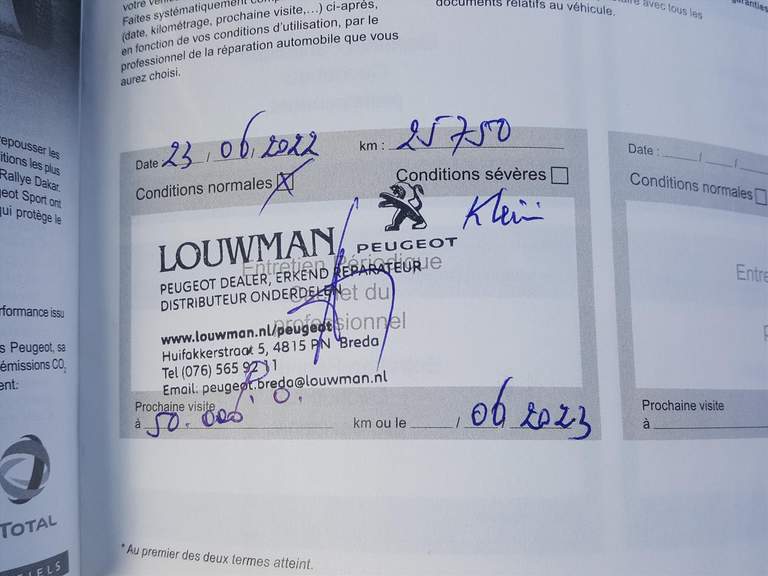 Faites systématiquement
(date, kilométrage, prochaine visite,...) ci-après,
en fonction de vos conditions d'utilisation, par le
professionnel de la réparation automobile que vous
aurez choisi.
avec tous les
documents relatifs au véhicule.
repousser les
itions les plus
Rallye Dakar.
eot Sport ont
qui protège le
rformance issu
s Peugeot, sa
émissions CO2
ent:
TOTAL
IELS
Date 23 / 06 / 2022 km : 25750
Conditions normales X Conditions sévères
LOUWMAN PEUGEOT Klein
Entretien Périodique
PEUGEOT DEALER, ERKEND REPARATEUR
DISTRIBUTEUR ONDERDELEN
et du
professionnel
www.louwman.nl/peugeot
Huifakkerstraat 5, 4815 PN Breda
Tel (076) 565 92 11
Email: peugeot.breda@louwman.nl
Prochaine visite
à 50.000 km ou le / 06 2023
Date : / /
Conditions normales
Entre
Prochaine visite
à
* Au premier des deux termes atteint.